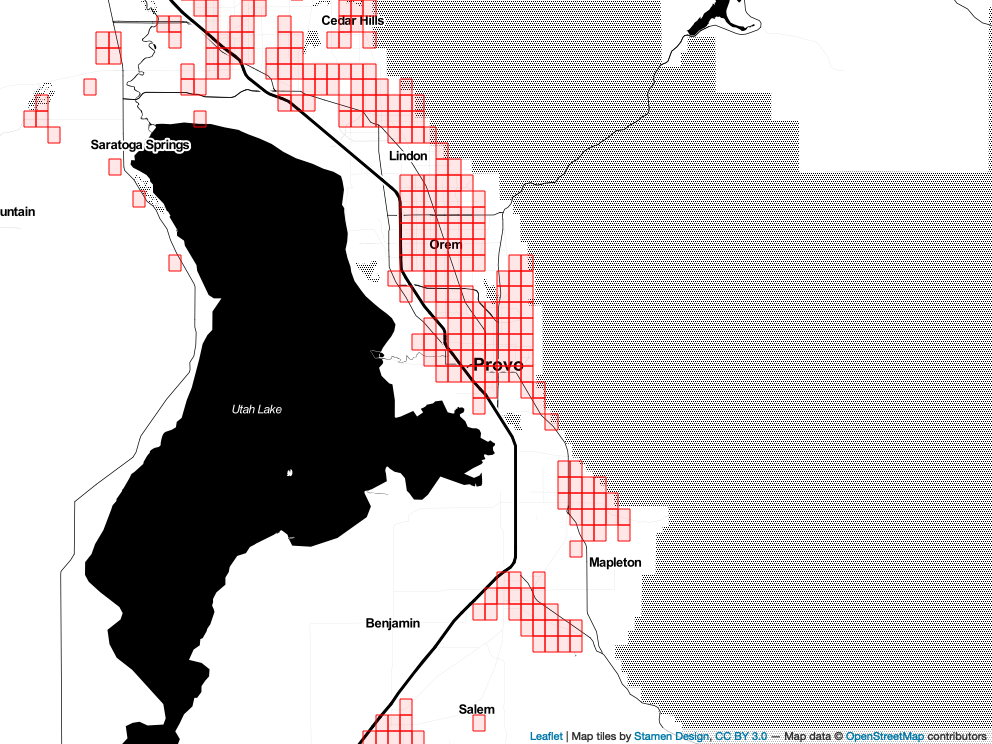 Cedar Hills
Saratoga Springs
Lindon
untain
Orem
Provo
Utah Lake
Mapleton
Benjamin
Salem
Leaflet | Map tiles by Stamen Design, CC BY 3.0 — Map data © OpenStreetMap contributors